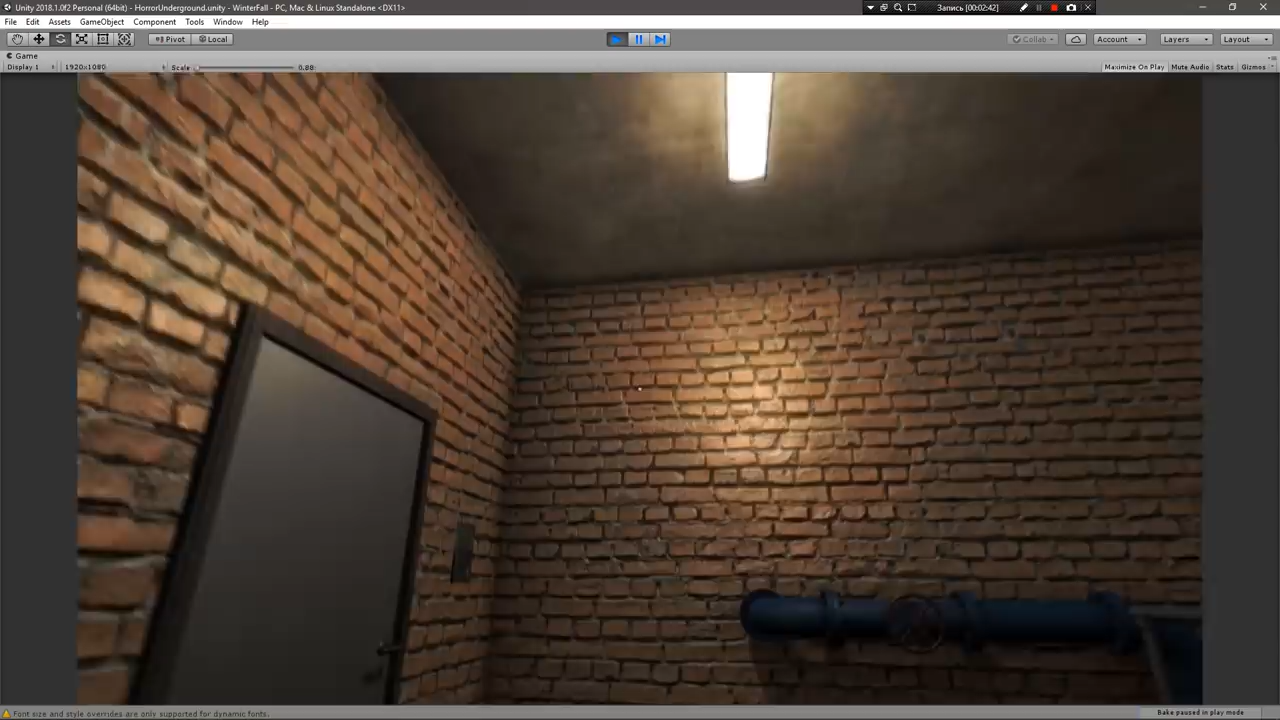 Unity 2018.1.0f2 Personal (64bit) - HorrorUnderground.unity - WinterFall - PC, Mac & Linux Standalone <DX11>
Запись [00:02:42]
File Edit Assets GameObject Component Tools Window Help
Pivot Local Collab Account Layers Layout
Game
Display 1 1920x1080 Scale 0.88: Maximize On Play Mute Audio Stats Gizmos
Font size and style overrides are only supported for dynamic fonts.
Bake paused in play mode